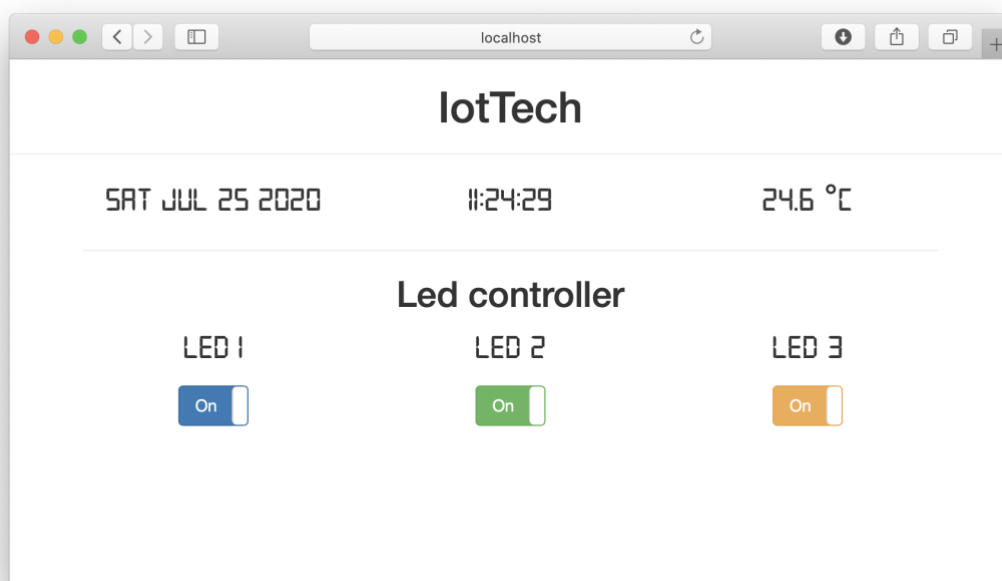 localhost
IotTech
SAT JUL 25 2020 11:24:29 24.6 °C
Led controller
LED 1 LED 2 LED 3
On On On